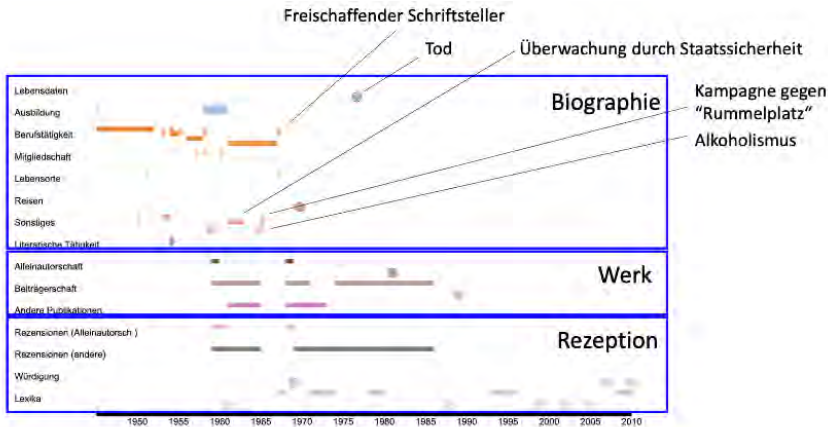 Freischaffender Schriftsteller
Tod
Überwachung durch Staatssicherheit
Kampagne gegen
"Rummelplatz"
Alkoholismus
Biographie
Lebensdaten
Ausbildung
Berufstätigkeit
Mitgliedschaft
Lebensorte
Reisen
Sonstiges
Literarische Tätigkeit
Werk
Alleinautorschaft
Beiträgerschaft
Andere Publikationen
Rezeption
Rezensionen (Alleinautorsch )
Rezensionen (andere)
Würdigung
Lexika
1950 1955 1960 1965 1970 1975 1980 1985 1990 1995 2000 2005 2010